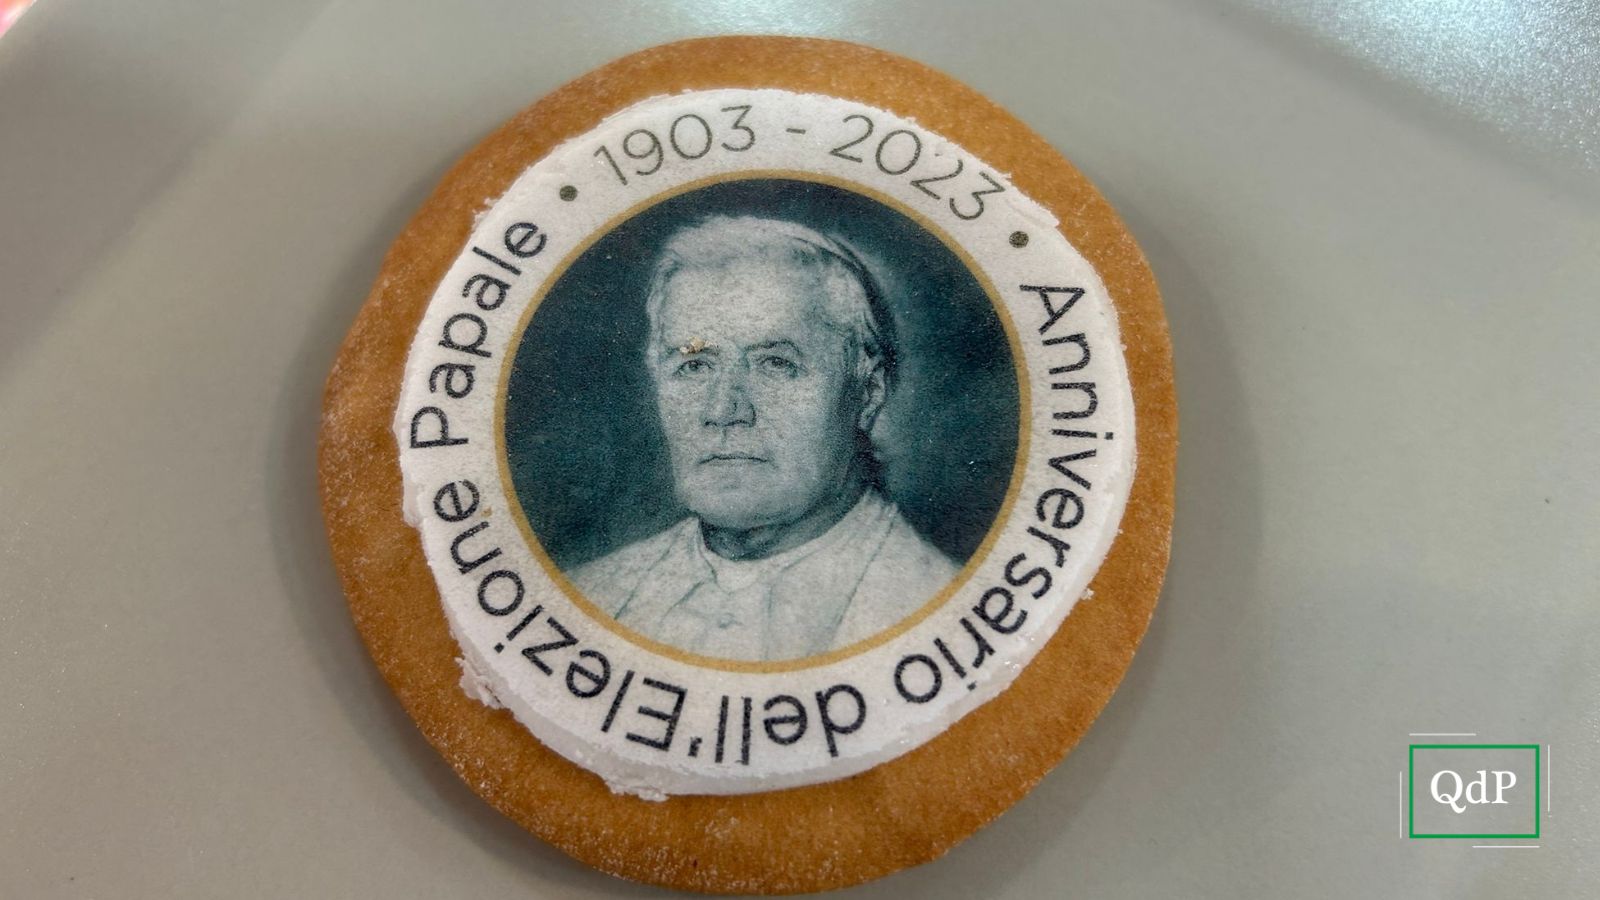 • 1903 - 2023 •
Anniversario dell'Elezione Papale
QdP